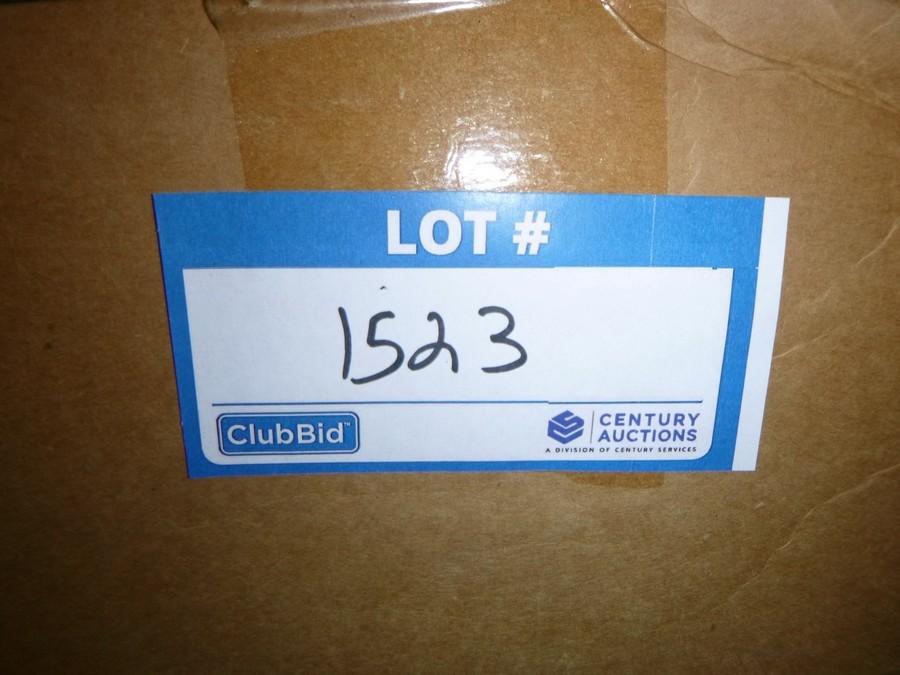 LOT #
1523
ClubBid™
CENTURY
AUCTIONS
A DIVISION OF CENTURY SERVICES